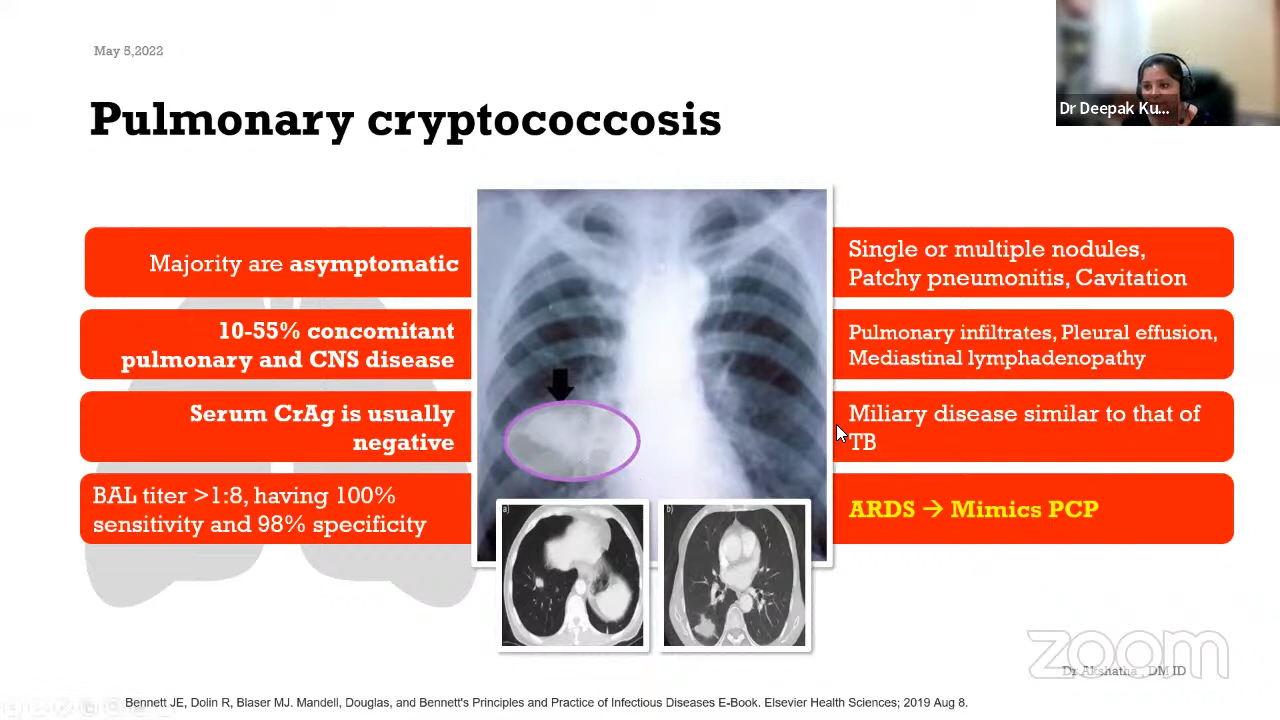 May 5,2022
Dr Deepak Ku...
Pulmonary cryptococcosis
Majority are asymptomatic
10-55% concomitant
pulmonary and CNS disease
Serum CrAg is usually
negative
BAL titer >1:8, having 100%
sensitivity and 98% specificity
Single or multiple nodules,
Patchy pneumonitis, Cavitation
Pulmonary infiltrates, Pleural effusion,
Mediastinal lymphadenopathy
Miliary disease similar to that of
TB
ARDS → Mimics PCP
a)
b)
zoom
Dr Akshatha , DM ID
Bennett JE, Dolin R, Blaser MJ. Mandell, Douglas, and Bennett's Principles and Practice of Infectious Diseases E-Book. Elsevier Health Sciences; 2019 Aug 8.